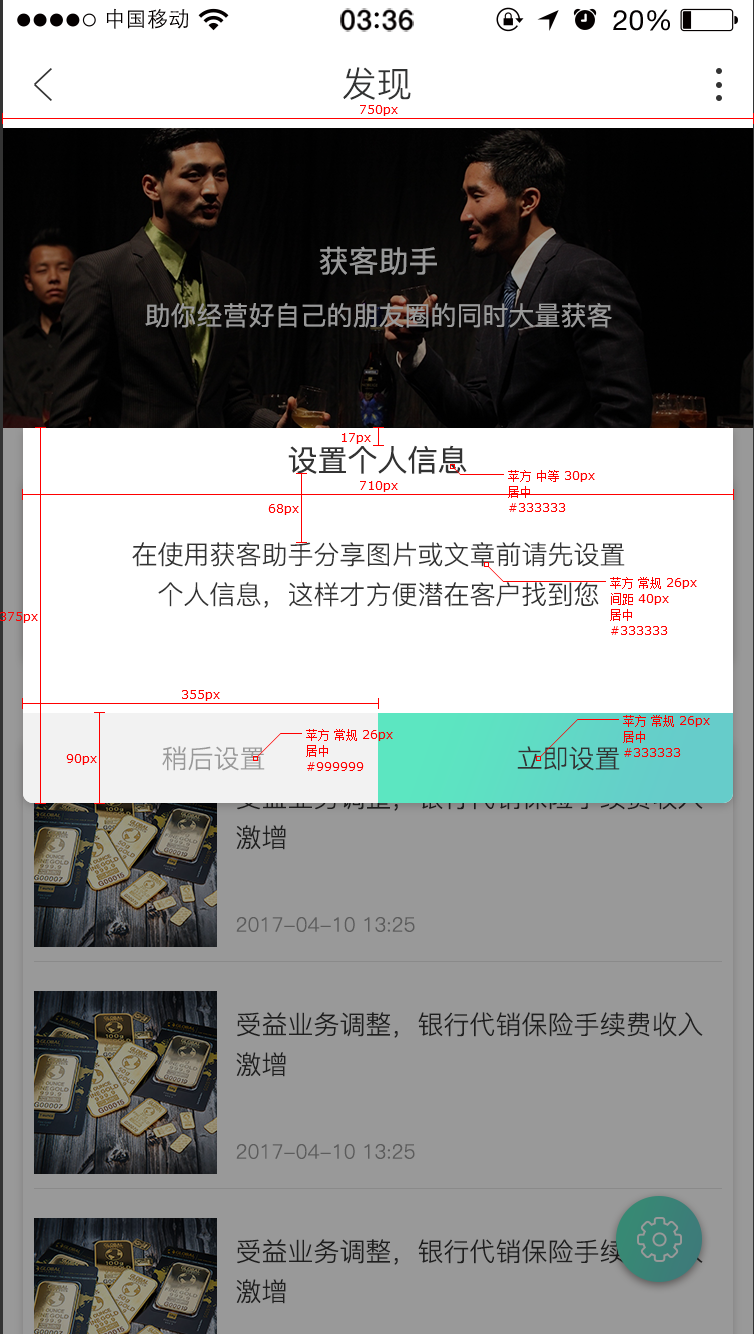 中国移动
03:36
20%
发现
750px
获客助手
助你经营好自己的朋友圈的同时大量获客
17px
设置个人信息
苹方 中等 30px
居中
#333333
710px
68px
在使用获客助手分享图片或文章前请先设置
个人信息，这样才方便潜在客户找到您
苹方 常规 26px
间距 40px
居中
#333333
375px
355px
90px
稍后设置
苹方 常规 26px
居中
#999999
立即设置
苹方 常规 26px
居中
#333333
受益业务调整，银行代销保险手续费收入
激增
2017-04-10 13:25
受益业务调整，银行代销保险手续费收入
激增
2017-04-10 13:25
受益业务调整，银行代销保险手续
激增